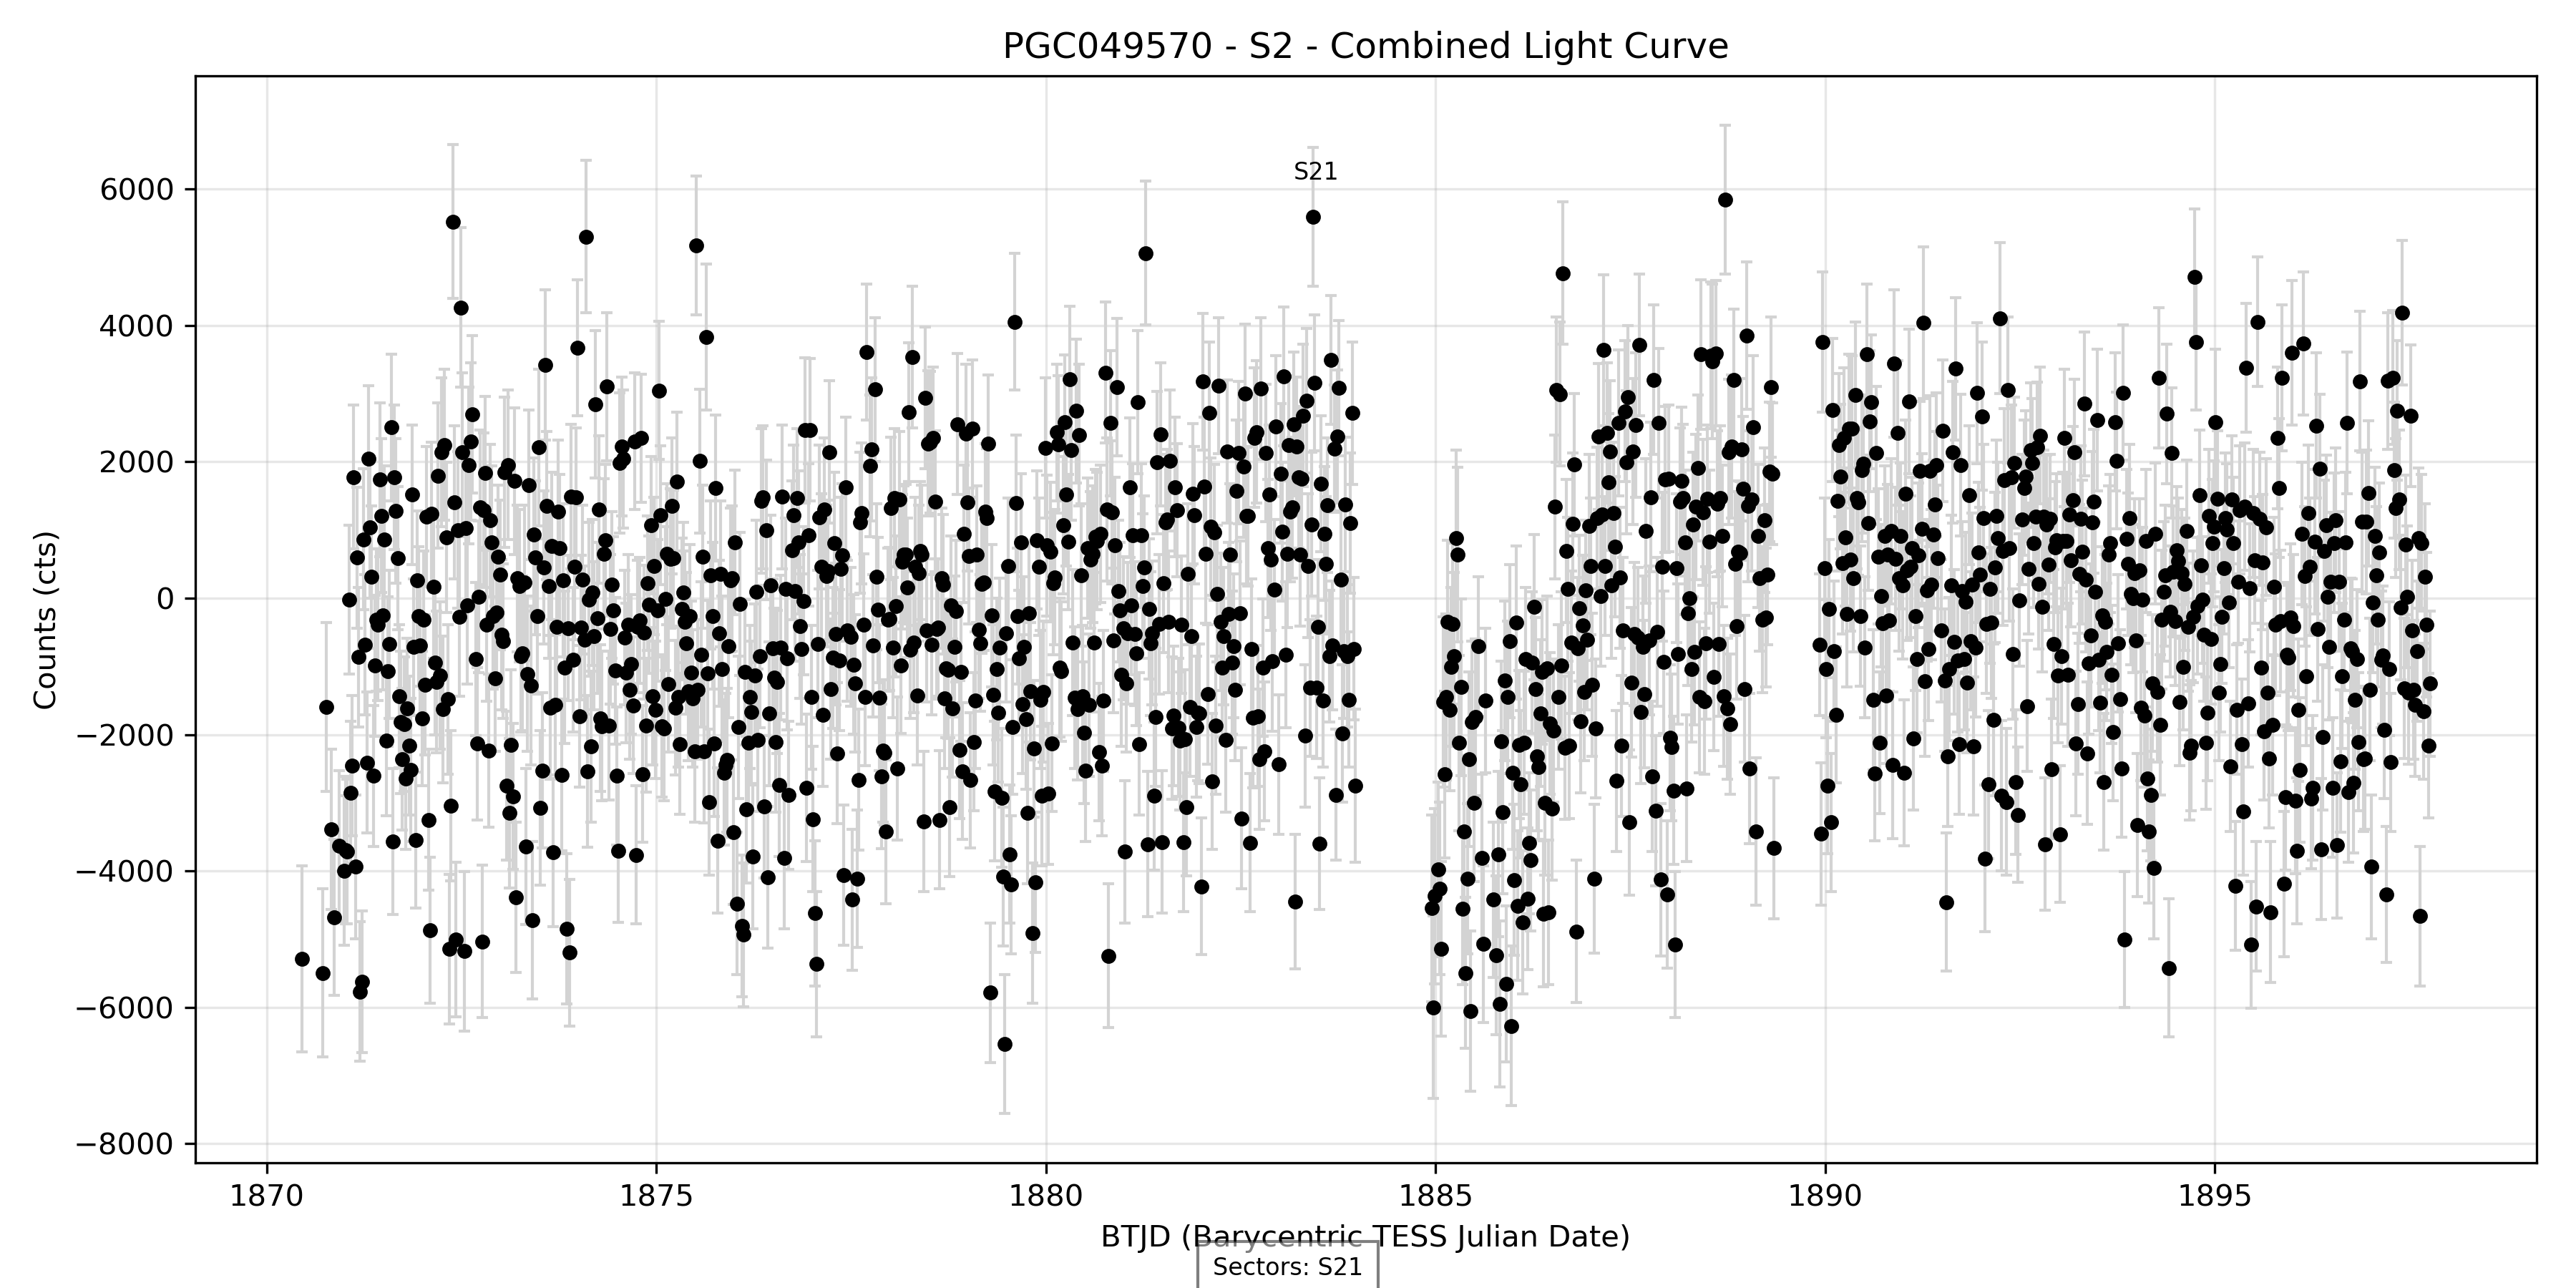 PGC049570 - S2 - Combined Light Curve
S21
6000
4000
2000
0
−2000
−4000
−6000
−8000
Counts (cts)
1870 1875 1880 1885 1890 1895
BTJD (Barycentric TESS Julian Date)
Sectors: S21